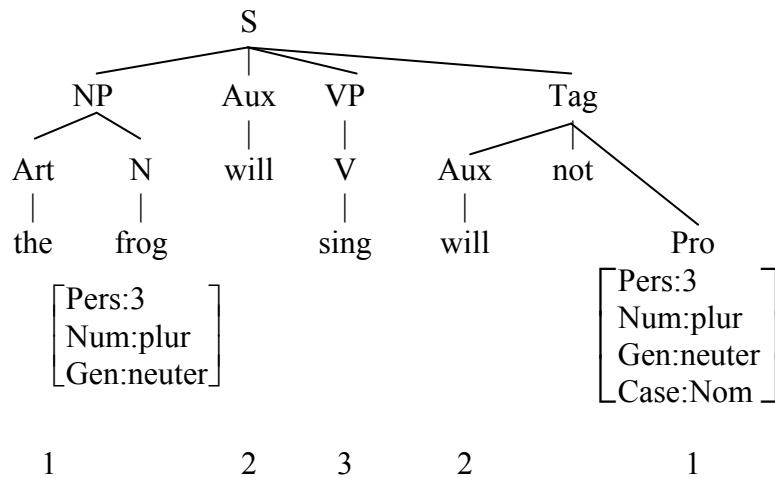 S
NP Aux VP Tag
Art N will V Aux not
the frog sing will Pro
Pers:3 Pers:3
Num:plur Num:plur
Gen:neuter Gen:neuter
Case:Nom
1 2 3 2 1